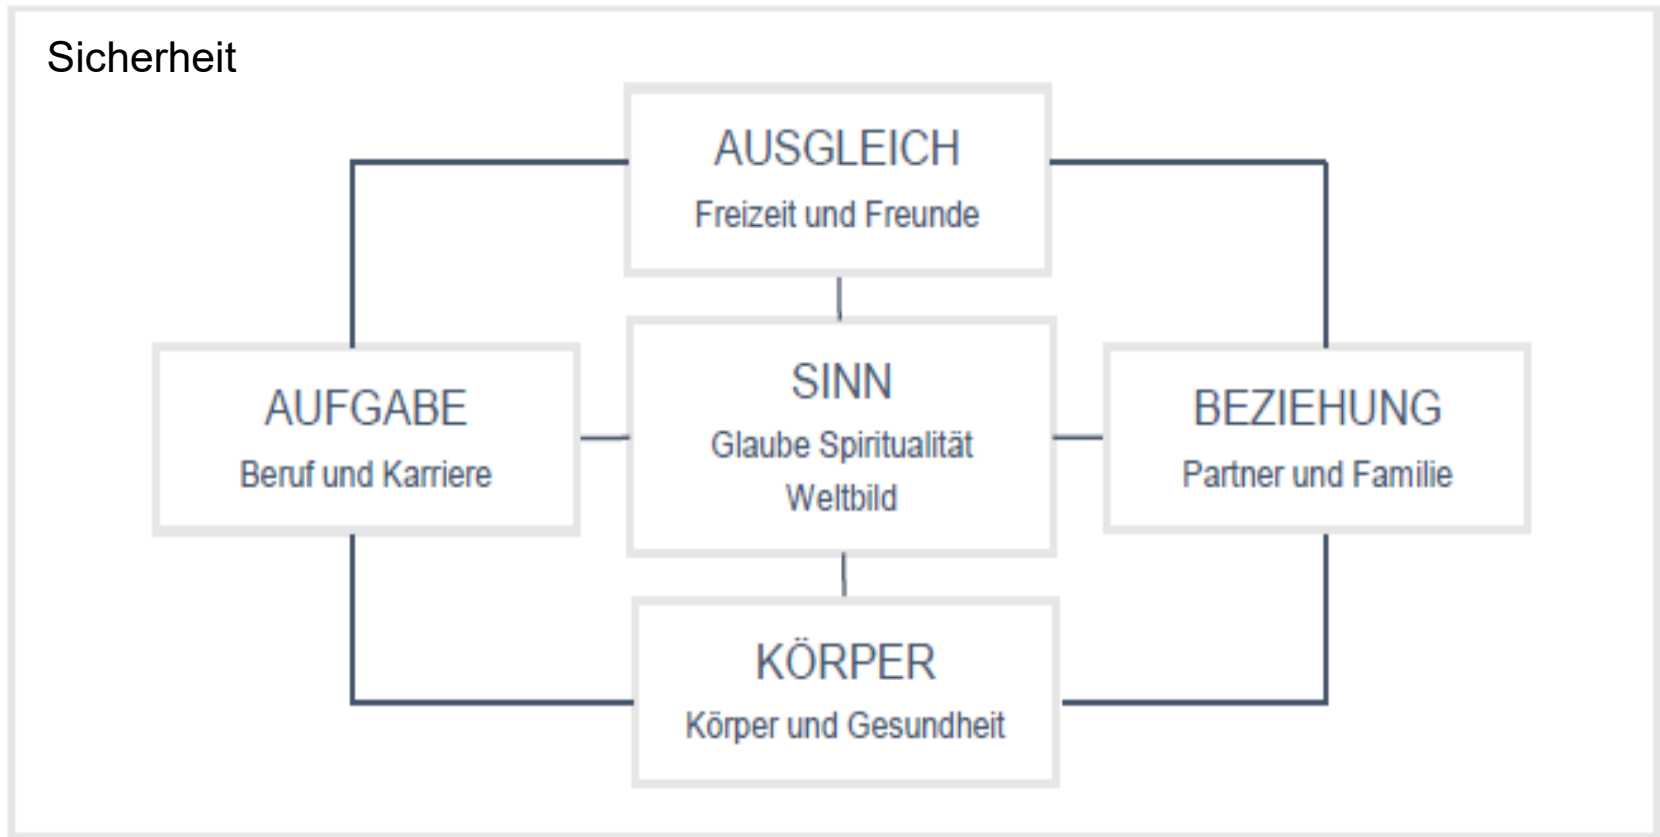 Sicherheit
AUSGLEICH
Freizeit und Freunde
AUFGABE
Beruf und Karriere
SINN
Glaube Spiritualität
Weltbild
BEZIEHUNG
Partner und Familie
KÖRPER
Körper und Gesundheit